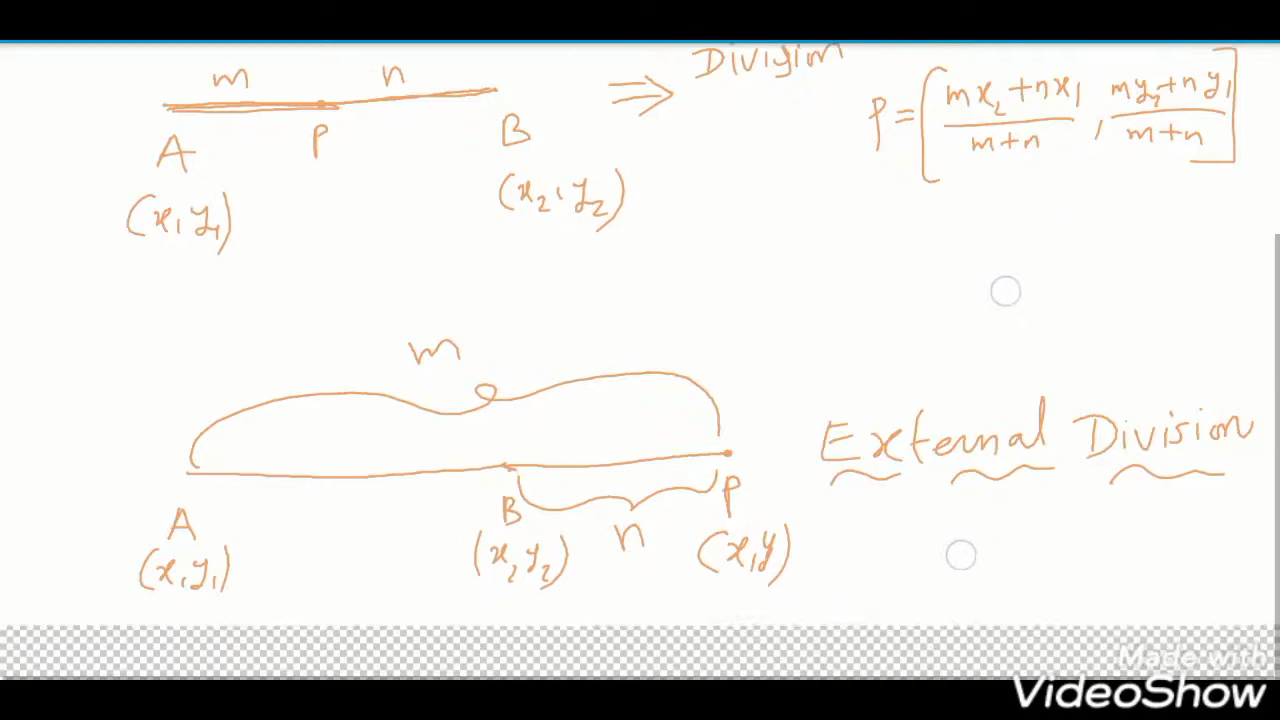 m n ⇒ Division P = [ (mx₂+nx₁)/(m+n) , (my₂+ny₁)/(m+n) ]
A P B
(x₁ y₁) (x₂, y₂)
m
External Division
A B n P
(x₁ y₁) (x₂ y₂) (x, y)
Made with
VideoShow